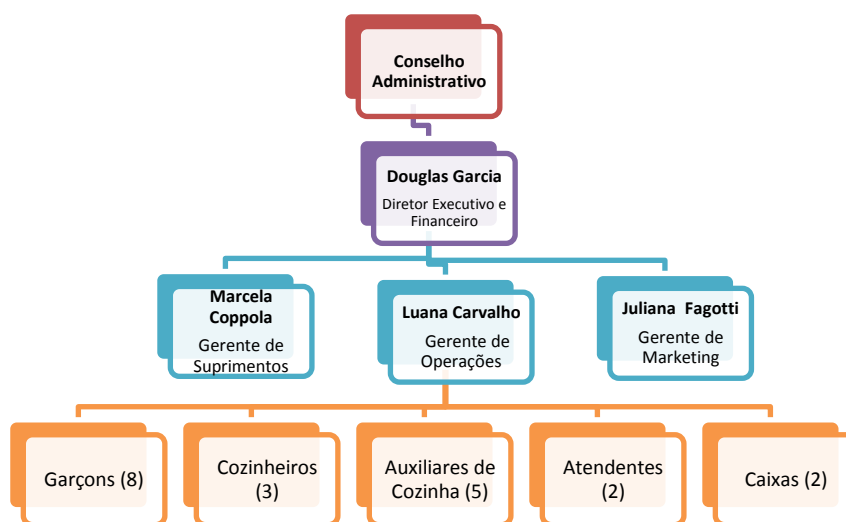 Conselho
Administrativo
Douglas Garcia
Diretor Executivo e
Financeiro
Marcela
Coppola
Gerente de
Suprimentos
Luana Carvalho
Gerente de
Operações
Juliana Fagotti
Gerente de
Marketing
Garçons (8)
Cozinheiros
(3)
Auxiliares de
Cozinha (5)
Atendentes
(2)
Caixas (2)